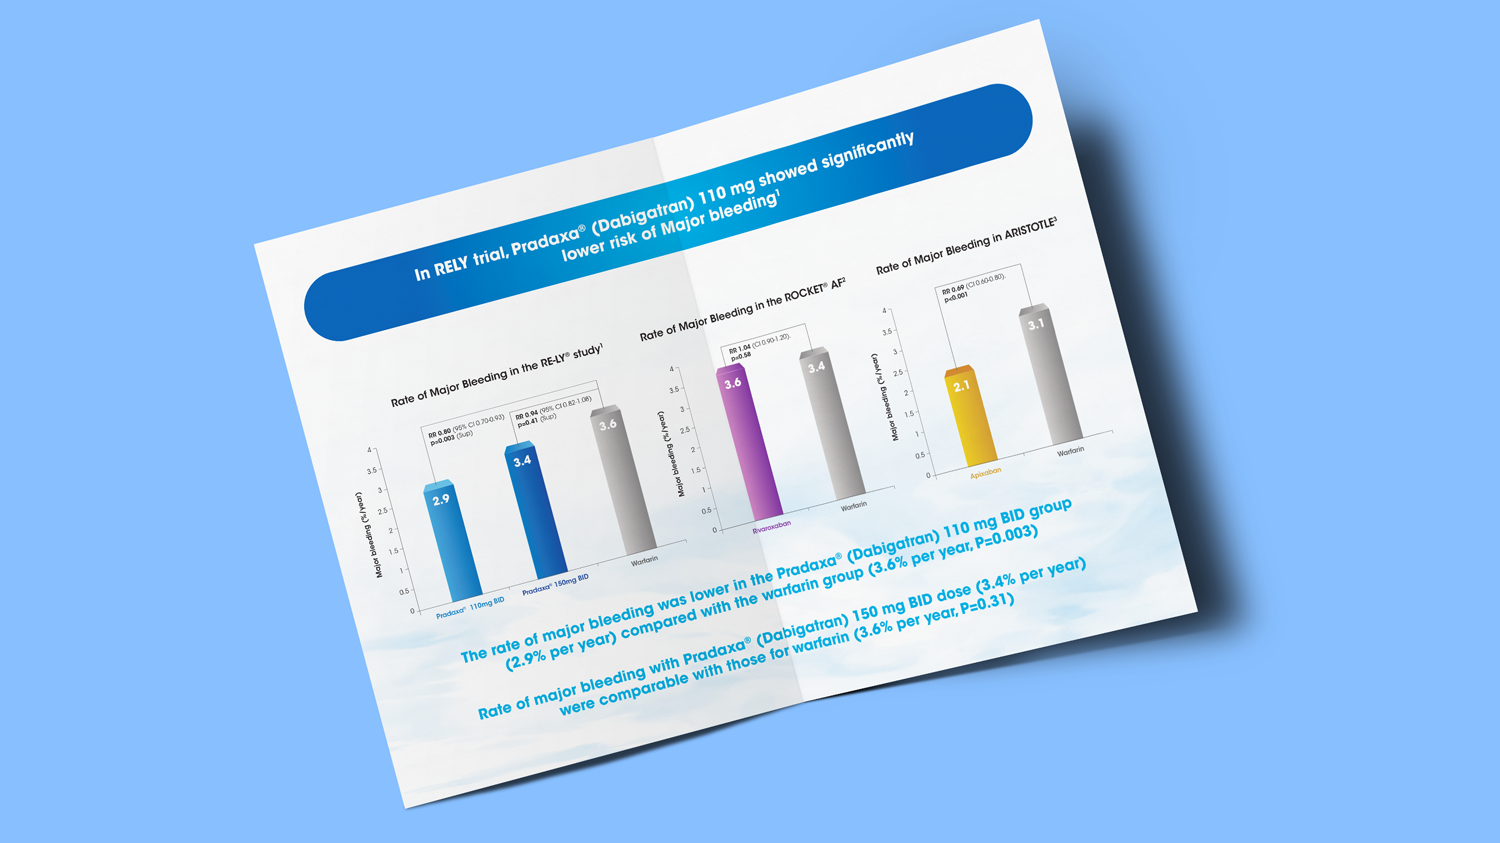 In RELY trial, Pradaxa® (Dabigatran) 110 mg showed significantly
lower risk of Major bleeding¹
Rate of Major Bleeding in the RE-LY® study¹
RR 0.80 (95% CI 0.70-0.93)
p=0.003 (Sup)
RR 0.94 (95% CI 0.82-1.08)
p=0.41 (Sup)
Major bleeding (%/year)
4
3.5
3
2.5
2
1.5
1
0.5
0
2.9
3.4
3.6
Pradaxa® 110mg BID
Pradaxa® 150mg BID
Warfarin
Rate of Major Bleeding in the ROCKET® AF²
RR 1.04 (CI 0.90-1.20).
p=0.58
Major bleeding (%/year)
4
3.5
3
2.5
2
1.5
1
0.5
0
3.6
3.4
Rivaroxaban
Warfarin
Rate of Major Bleeding in ARISTOTLE³
RR 0.69 (CI 0.60-0.80).
p<0.001
Major bleeding (%/year)
4
3.5
3
2.5
2
1.5
1
0.5
0
2.1
3.1
Apixaban
Warfarin
The rate of major bleeding was lower in the Pradaxa® (Dabigatran) 110 mg BID group
(2.9% per year) compared with the warfarin group (3.6% per year, P=0.003)
Rate of major bleeding with Pradaxa® (Dabigatran) 150 mg BID dose (3.4% per year)
were comparable with those for warfarin (3.6% per year, P=0.31)